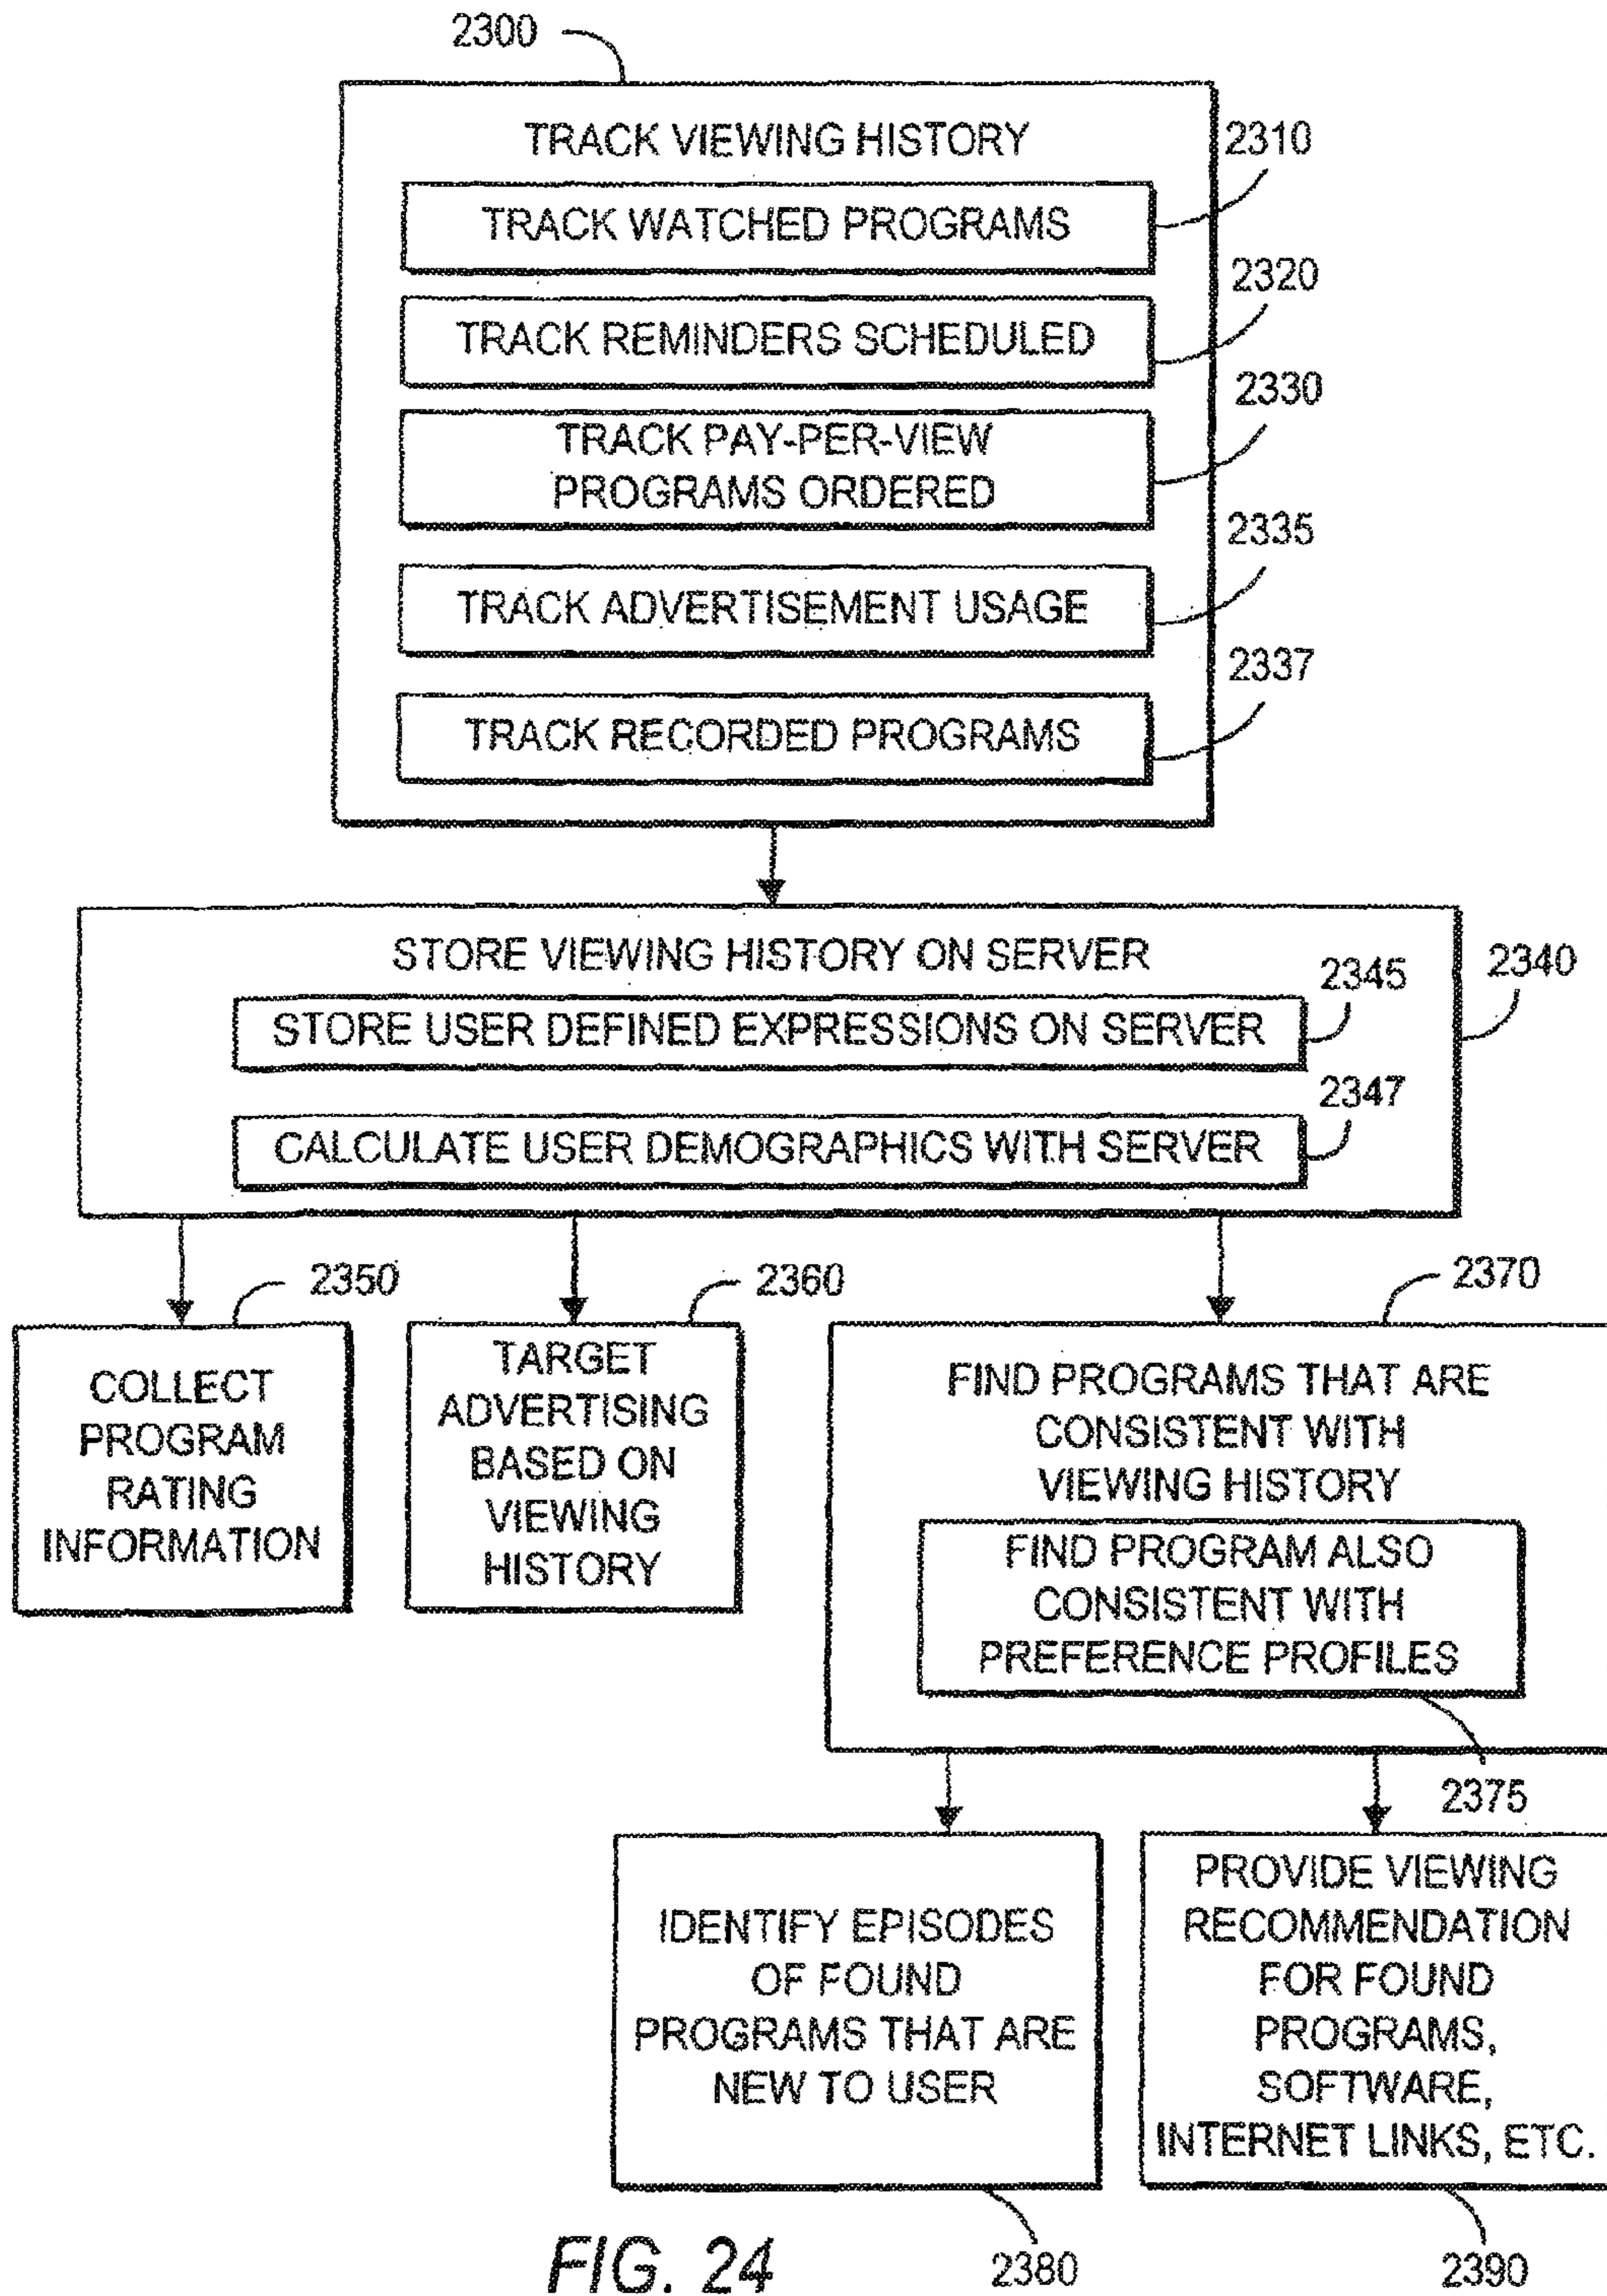 2300
TRACK VIEWING HISTORY
2310
TRACK WATCHED PROGRAMS
2320
TRACK REMINDERS SCHEDULED
2330
TRACK PAY-PER-VIEW
PROGRAMS ORDERED
2335
TRACK ADVERTISEMENT USAGE
2337
TRACK RECORDED PROGRAMS
STORE VIEWING HISTORY ON SERVER
2340
2345
STORE USER DEFINED EXPRESSIONS ON SERVER
2347
CALCULATE USER DEMOGRAPHICS WITH SERVER
2350
COLLECT
PROGRAM
RATING
INFORMATION
2360
TARGET
ADVERTISING
BASED ON
VIEWING
HISTORY
2370
FIND PROGRAMS THAT ARE
CONSISTENT WITH
VIEWING HISTORY
FIND PROGRAM ALSO
CONSISTENT WITH
PREFERENCE PROFILES
2375
IDENTIFY EPISODES
OF FOUND
PROGRAMS THAT ARE
NEW TO USER
2380
PROVIDE VIEWING
RECOMMENDATION
FOR FOUND
PROGRAMS,
SOFTWARE,
INTERNET LINKS, ETC.
2390
FIG. 24